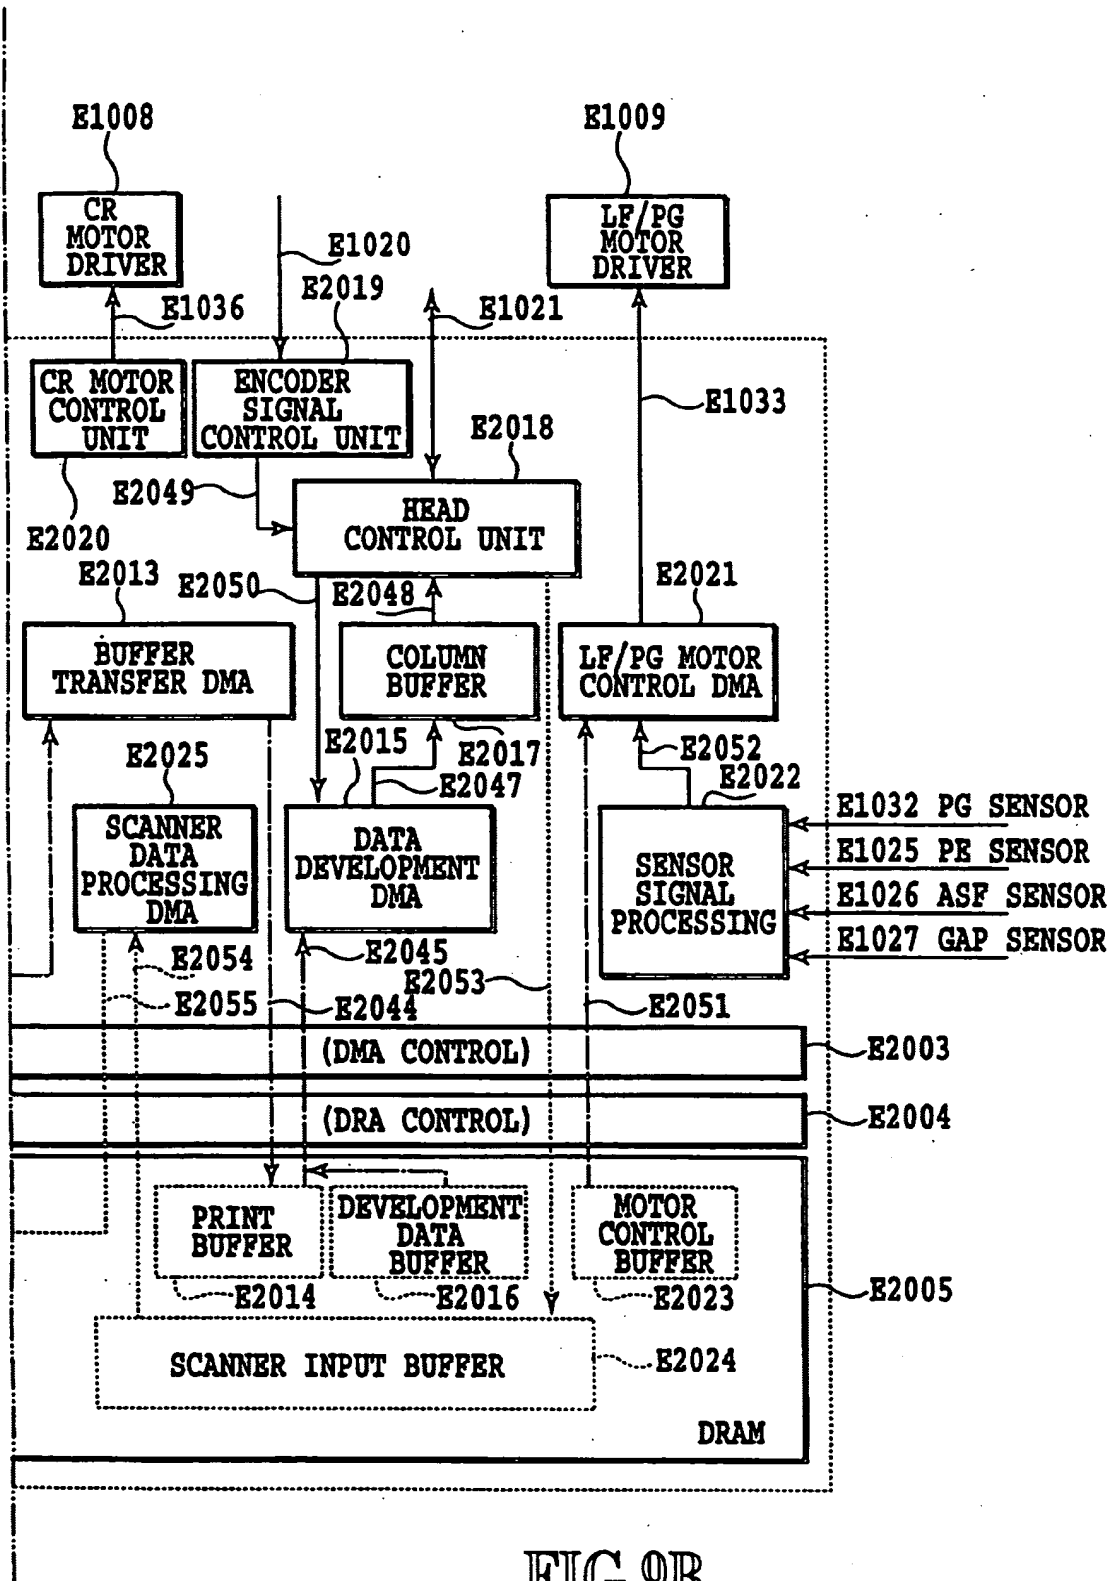 E1008
E1009
CR
MOTOR
DRIVER
LF/PG
MOTOR
DRIVER
E1020
E2019
E1036
E1021
CR MOTOR
CONTROL
UNIT
ENCODER
SIGNAL
CONTROL UNIT
E1033
E2018
E2049
HEAD
CONTROL UNIT
E2020
E2013
E2050
E2048
E2021
BUFFER
TRANSFER DMA
COLUMN
BUFFER
LF/PG MOTOR
CONTROL DMA
E2025
E2015
E2017
E2047
E2052
E2022
SCANNER
DATA
PROCESSING
DMA
DATA
DEVELOPMENT
DMA
SENSOR
SIGNAL
PROCESSING
E1032 PG SENSOR
E1025 PE SENSOR
E1026 ASF SENSOR
E1027 GAP SENSOR
E2054
E2045
E2053
E2055
E2044
E2051
(DMA CONTROL)
E2003
(DRA CONTROL)
E2004
PRINT
BUFFER
DEVELOPMENT
DATA
BUFFER
MOTOR
CONTROL
BUFFER
E2014
E2016
E2023
E2005
SCANNER INPUT BUFFER
E2024
DRAM
FIG.9B